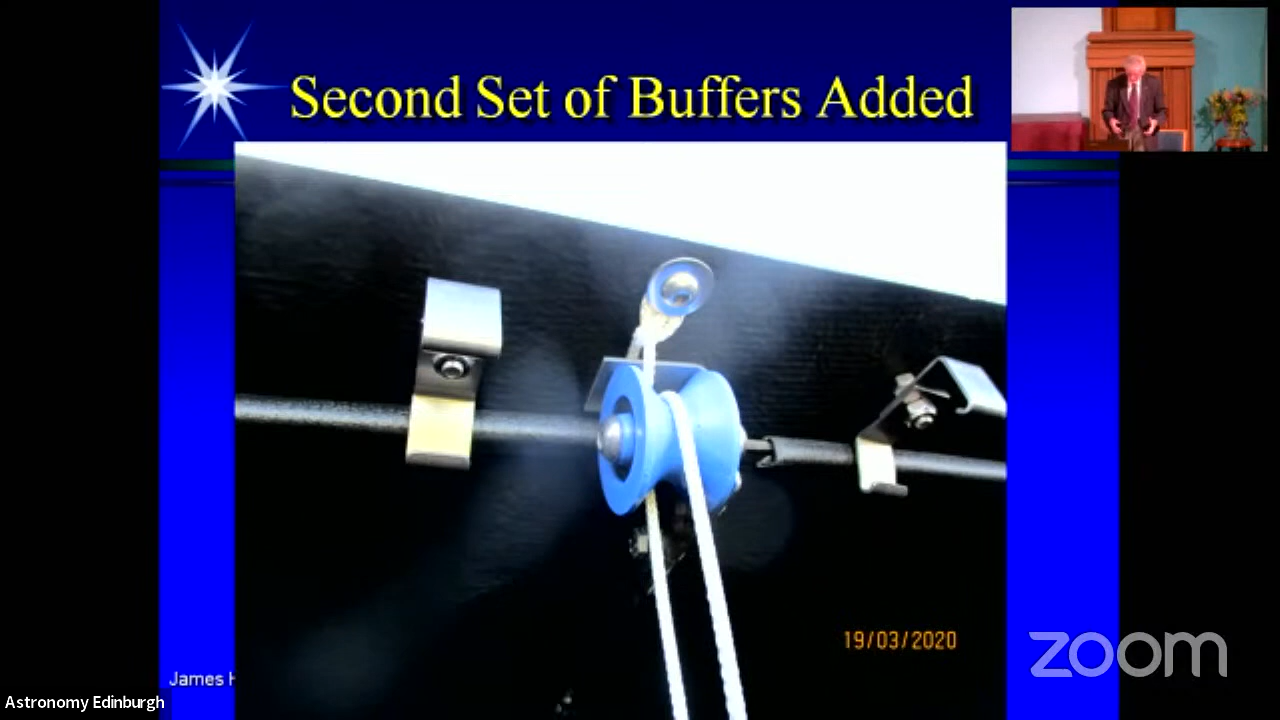 Second Set of Buffers Added
19/03/2020
zoom
James H
Astronomy Edinburgh